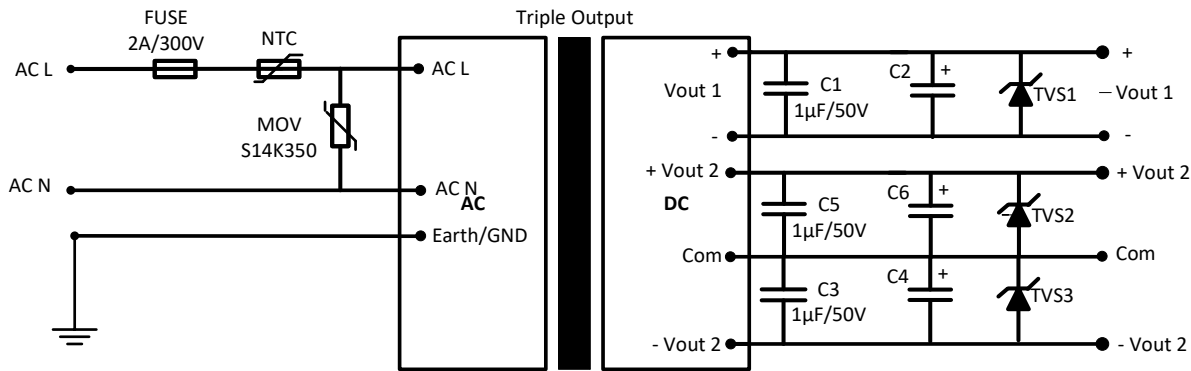 Triple Output
FUSE
2A/300V
NTC
AC L
AC L
MOV
S14K350
AC N
AC N
AC
Earth/GND
DC
+
Vout 1
-
C1
1µF/50V
C2
+
TVS1
+
Vout 1
-
+ Vout 2
C5
1µF/50V
C6
+
TVS2
+ Vout 2
Com
Com
C3
1µF/50V
C4
+
TVS3
- Vout 2
- Vout 2